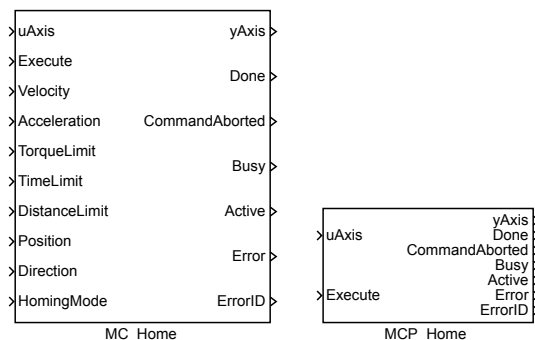 uAxis yAxis
Execute
Done
Velocity
Acceleration CommandAborted
TorqueLimit
Busy
TimeLimit
DistanceLimit Active
Position
Error
Direction
HomingMode ErrorID
MC_Home
yAxis
uAxis Done
CommandAborted
Busy
Active
Execute Error
ErrorID
MCP_Home